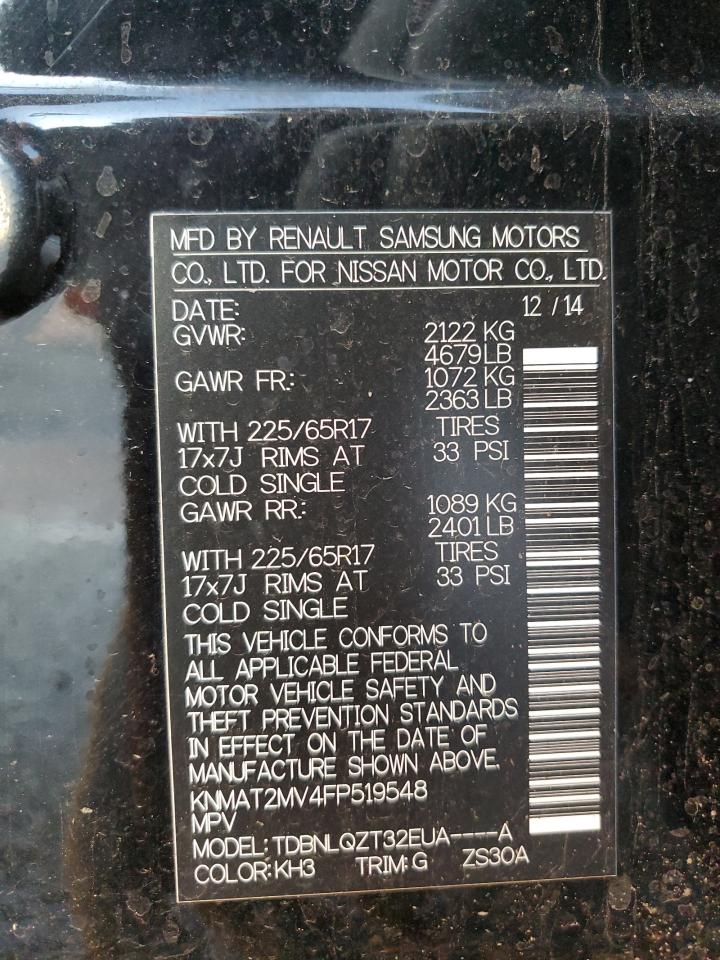 MFD BY RENAULT SAMSUNG MOTORS
CO., LTD. FOR NISSAN MOTOR CO., LTD.
DATE: 12 /14
GVWR: 2122 KG
4679 LB
GAWR FR.: 1072 KG
2363 LB
WITH 225/65R17 TIRES
17x7J RIMS AT 33 PSI
COLD SINGLE
GAWR RR.: 1089 KG
2401 LB
WITH 225/65R17 TIRES
17x7J RIMS AT 33 PSI
COLD SINGLE
THIS VEHICLE CONFORMS TO
ALL APPLICABLE FEDERAL
MOTOR VEHICLE SAFETY AND
THEFT PREVENTION STANDARDS
IN EFFECT ON THE DATE OF
MANUFACTURE SHOWN ABOVE.
KNMAT2MV4FP519548
MPV
MODEL: TDBNLQZT32EUA----A
COLOR: KH3 TRIM: G ZS30A